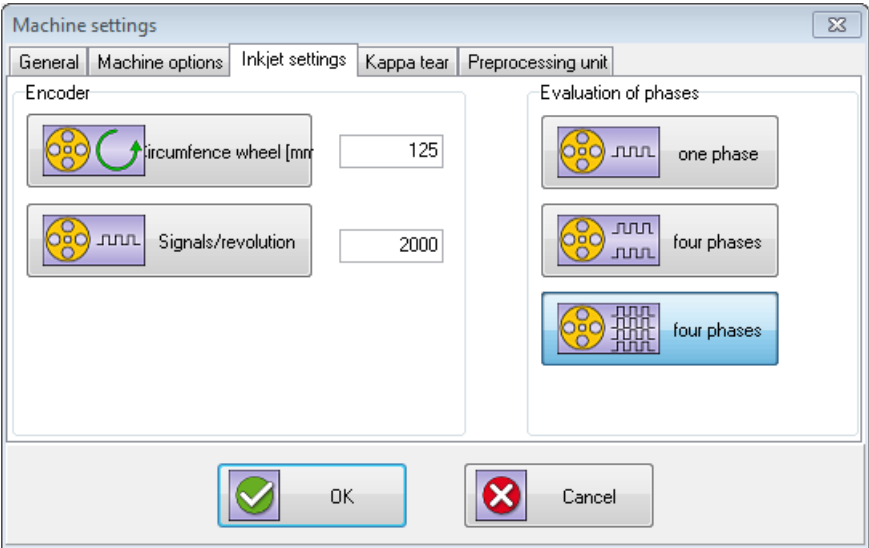 Machine settings
General Machine options Inkjet settings Kappa tear Preprocessing unit
Encoder
ircumfence wheel [mm
125
Signals/revolution
2000
Evaluation of phases
one phase
four phases
four phases
OK
Cancel